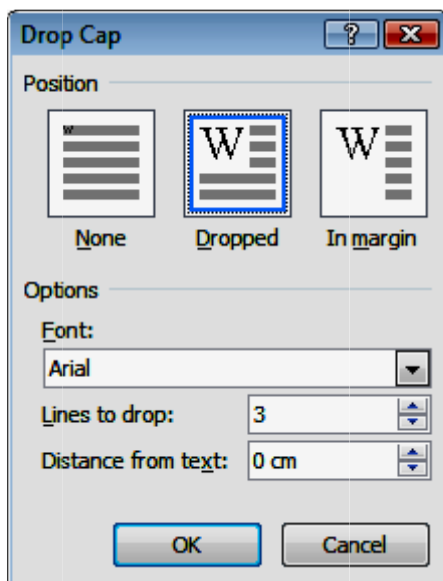 Drop Cap ?
Position
w W W
None Dropped In margin
Options
Font:
Arial
Lines to drop: 3
Distance from text: 0 cm
OK Cancel